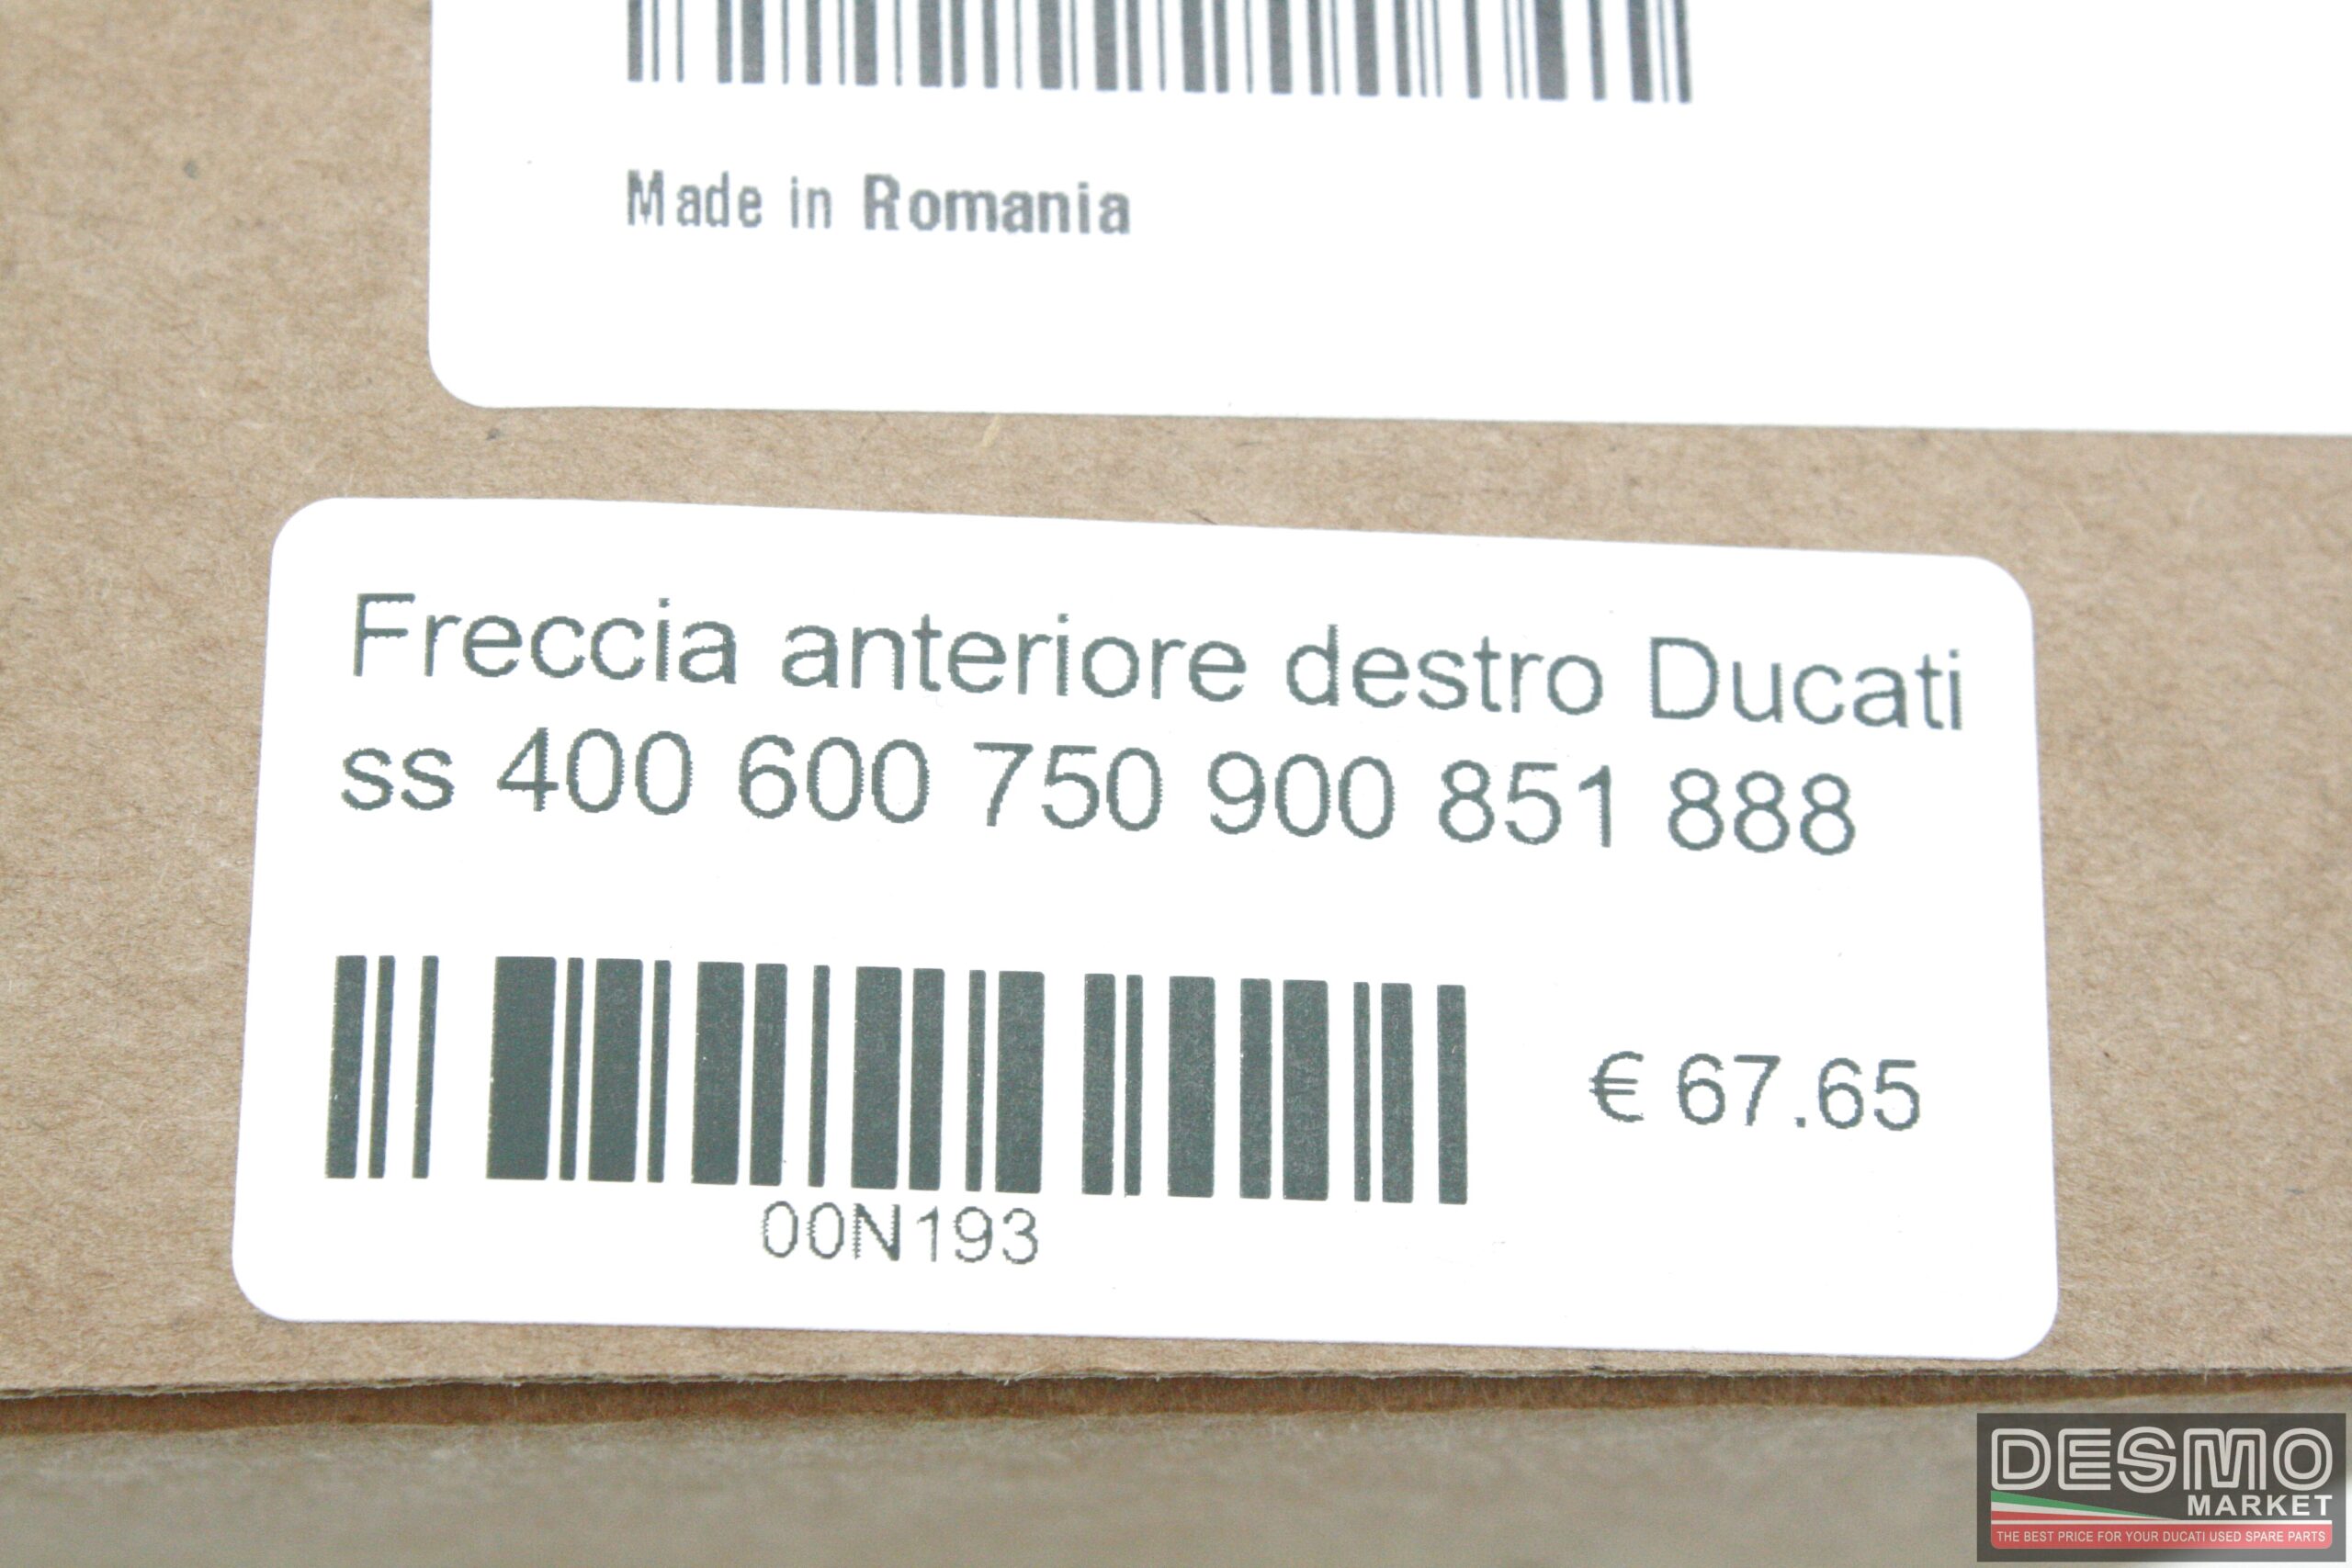 Made in Romania
Freccia anteriore destro Ducati
ss 400 600 750 900 851 888
€ 67.65
00N193
DESMO
MARKET
THE BEST PRICE FOR YOUR DUCATI USED SPARE PARTS